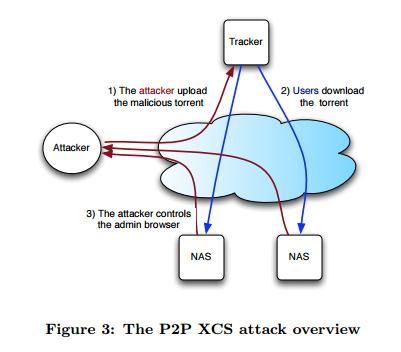 Tracker
1) The attacker upload
the malicious torrent
2) Users download
the torrent
Attacker
3) The attacker controls
the admin browser
NAS
NAS
Figure 3: The P2P XCS attack overview